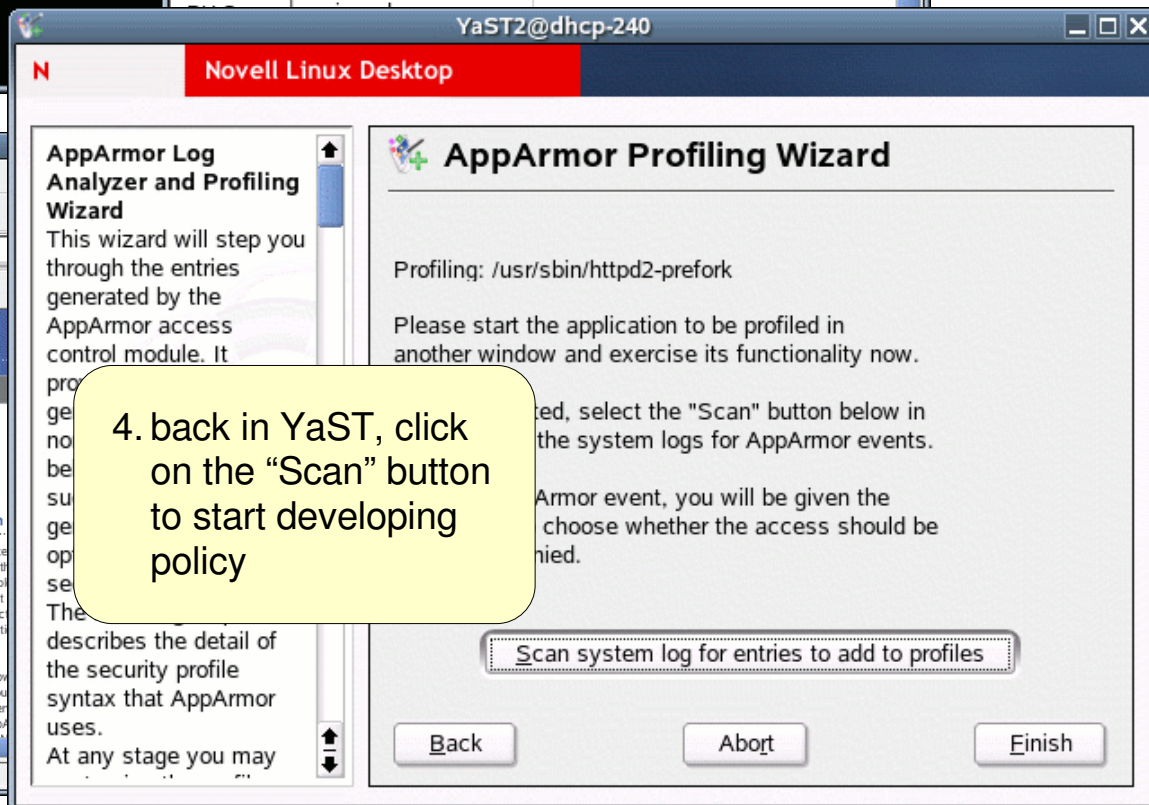 YaST2@dhcp-240
N
Novell Linux Desktop
AppArmor Log
Analyzer and Profiling
Wizard
This wizard will step you
through the entries
generated by the
AppArmor access
control module. It
The
describes the detail of
the security profile
syntax that AppArmor
uses.
At any stage you may
AppArmor Profiling Wizard
Profiling: /usr/sbin/httpd2-prefork
Please start the application to be profiled in
another window and exercise its functionality now.
select the "Scan" button below in
the system logs for AppArmor events.
Armor event, you will be given the
choose whether the access should be
4. back in YaST, click
on the “Scan” button
to start developing
policy
Scan system log for entries to add to profiles
Back
Abort
Finish